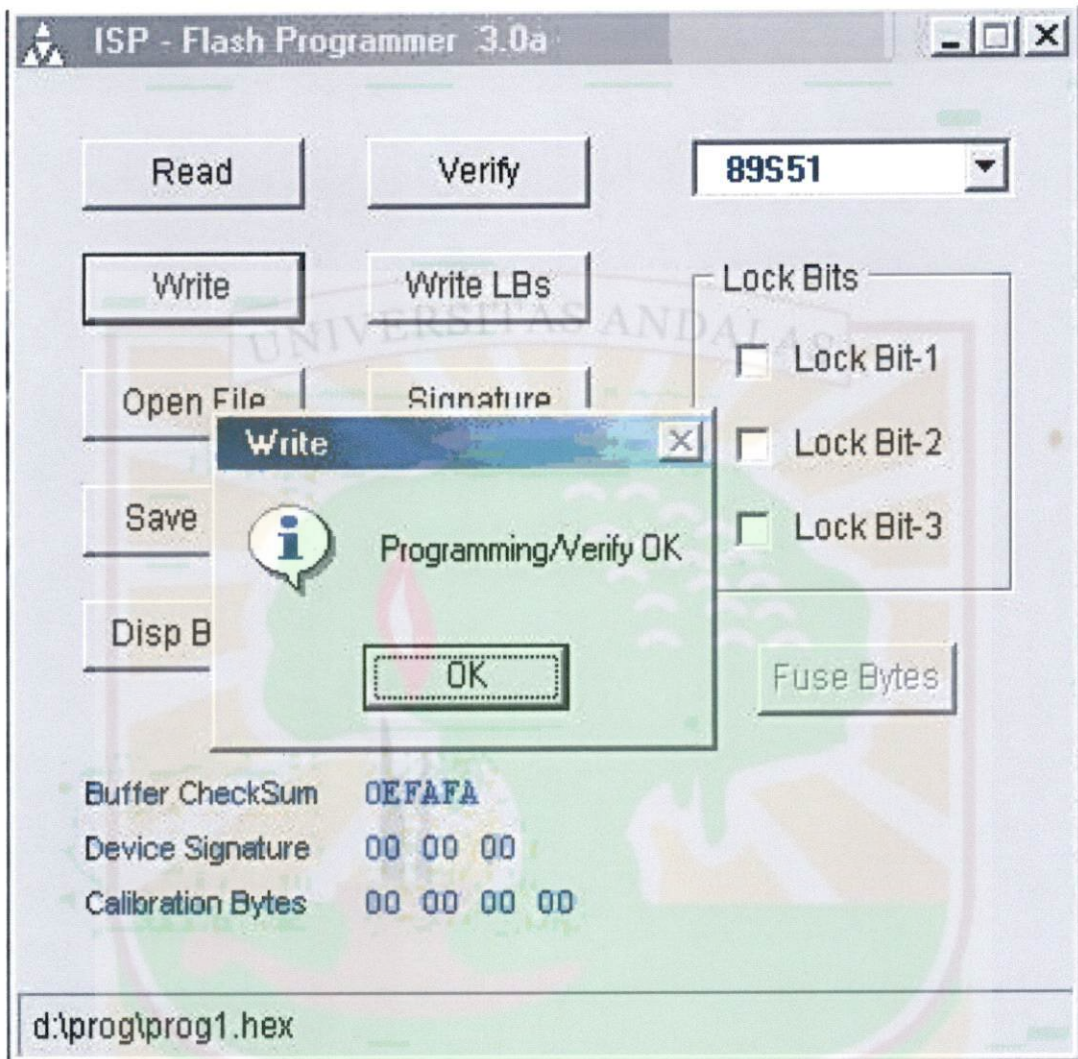 ISP - Flash Programmer 3.0a
Read
Verify
89S51
Write
Write LBs
Lock Bits
UNIVERSITAS ANDALAS
Lock Bit-1
Open File
Signature
Write
Lock Bit-2
Save
Programming/Verify OK
Lock Bit-3
Disp B
OK
Fuse Bytes
Buffer CheckSum 0EFAFA
Device Signature 00 00 00
Calibration Bytes 00 00 00 00
d:\prog\prog1.hex